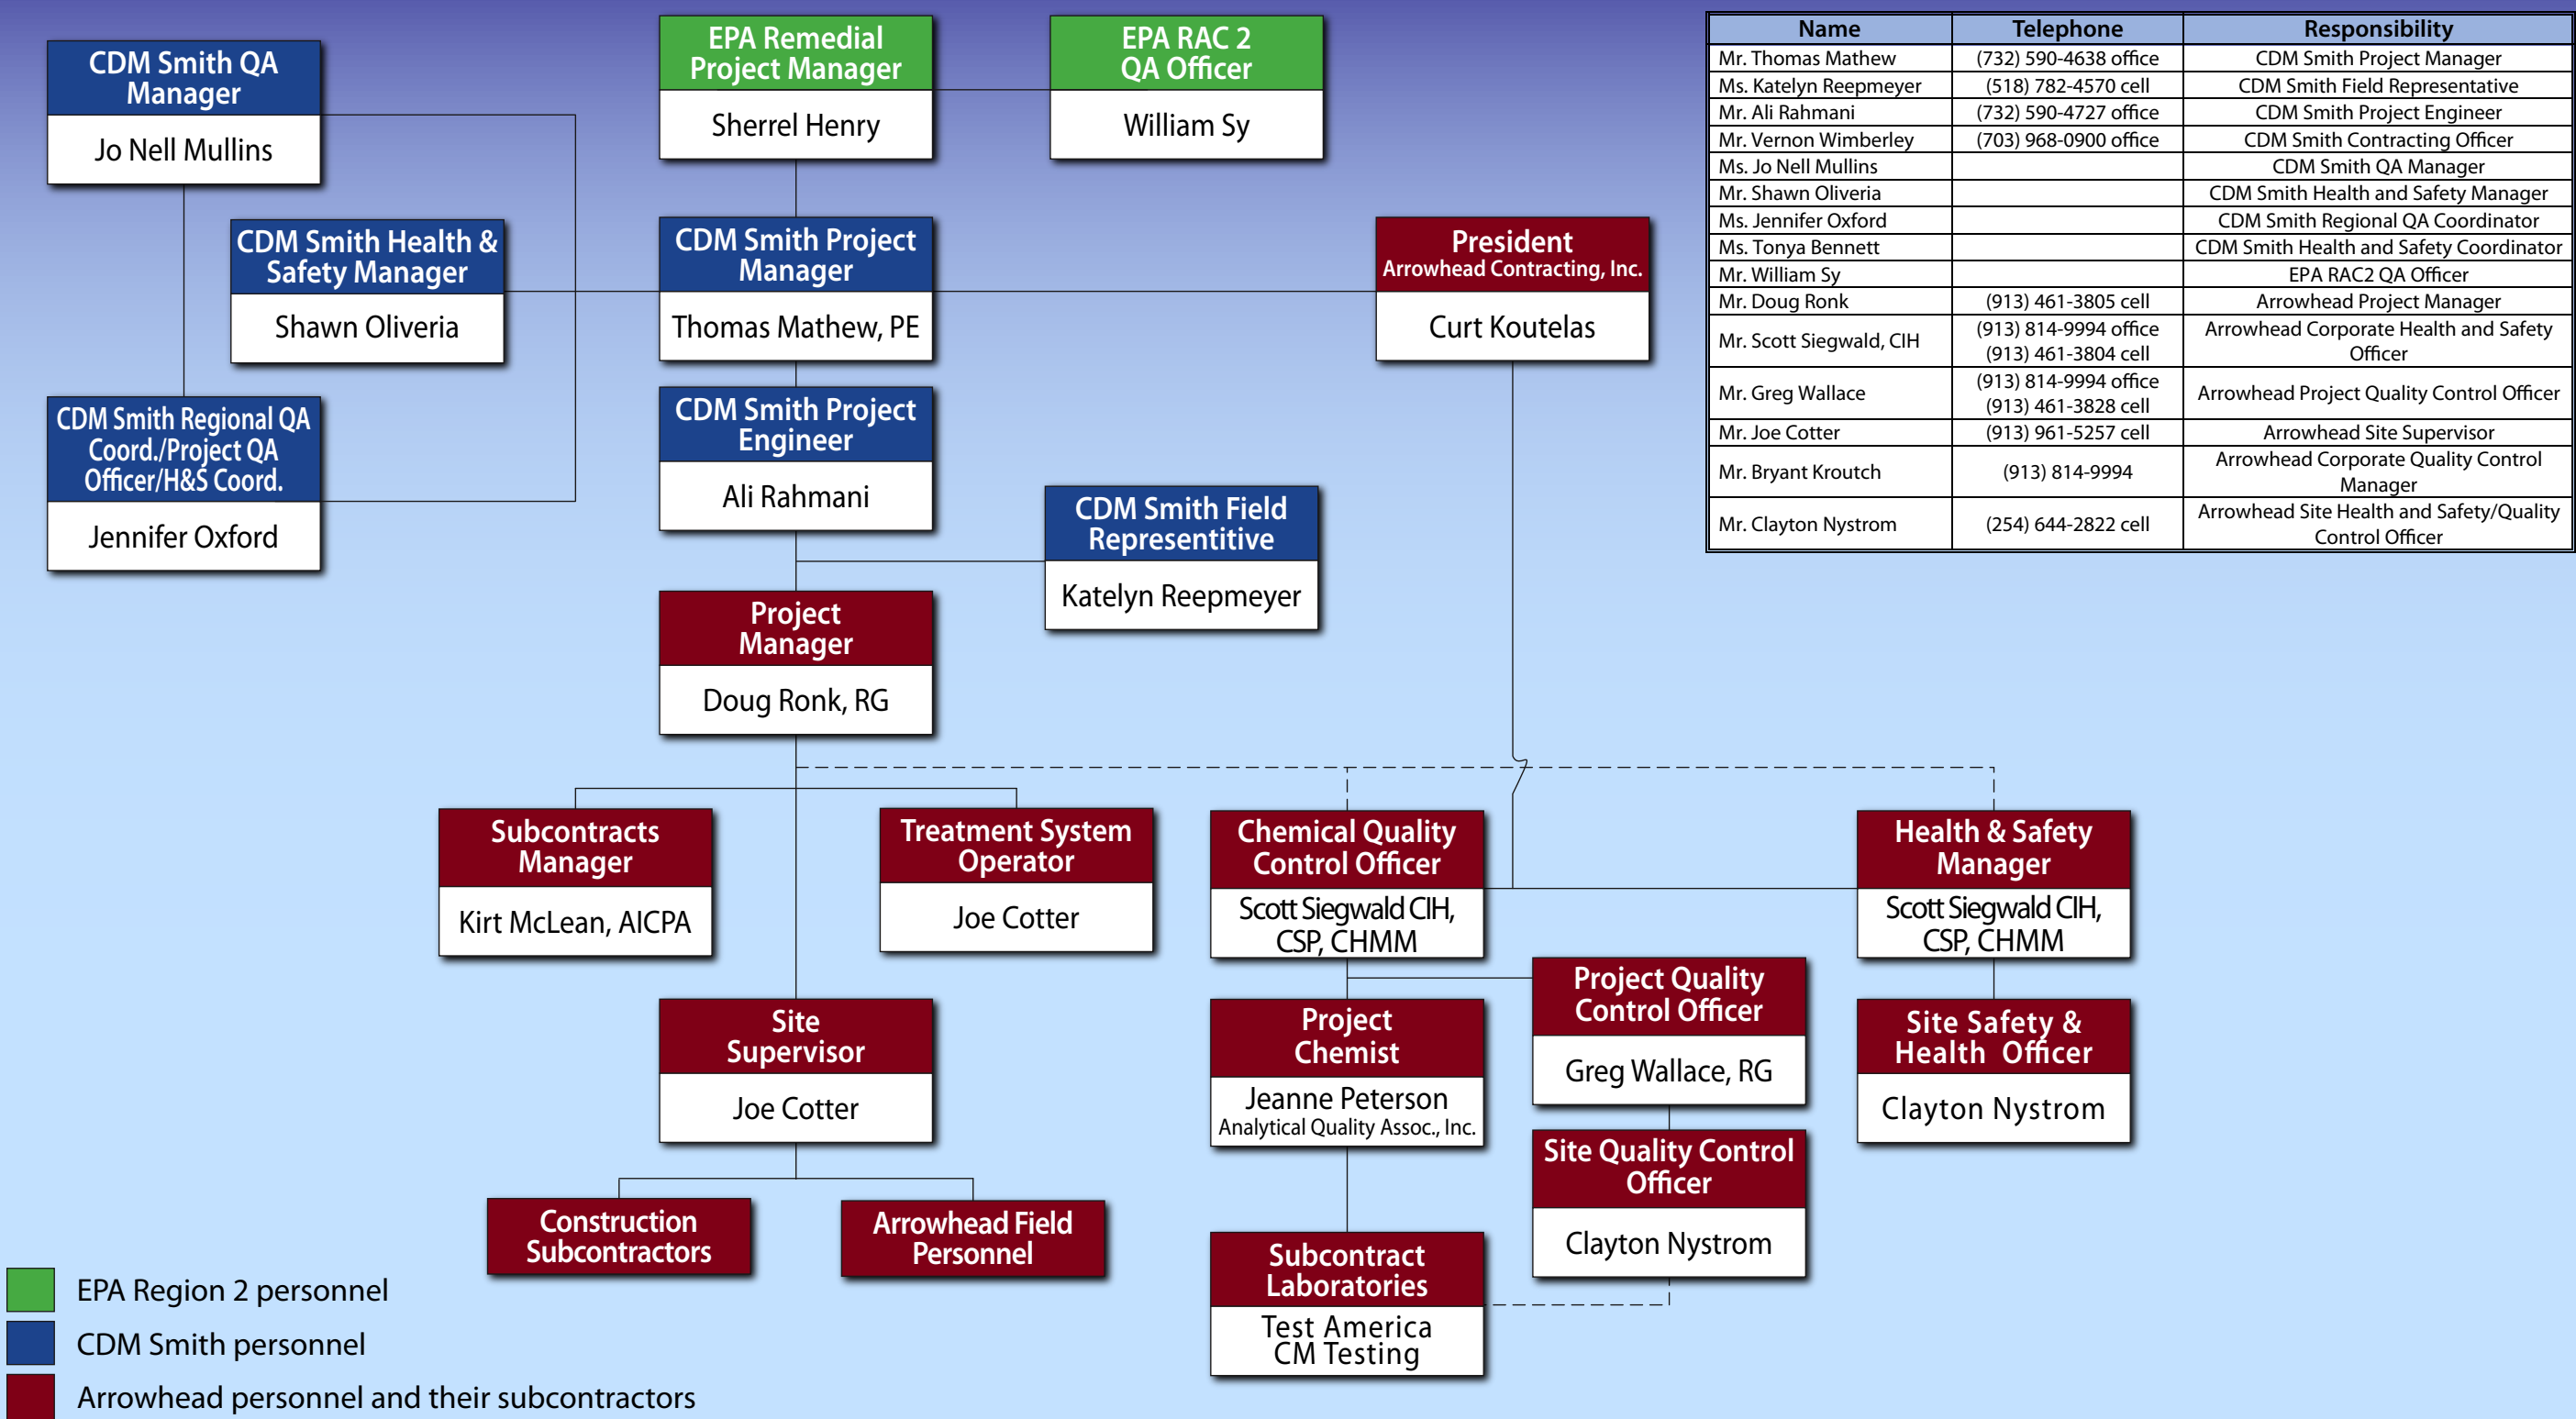 CDM Smith QA
Manager
Jo Nell Mullins
EPA Remedial
Project Manager
Sherrel Henry
EPA RAC 2
QA Officer
William Sy
CDM Smith Health &
Safety Manager
Shawn Oliveria
CDM Smith Project
Manager
Thomas Mathew, PE
President
Arrowhead Contracting, Inc.
Curt Koutelas
CDM Smith Regional QA
Coord./Project QA
Officer/H&S Coord.
Jennifer Oxford
CDM Smith Project
Engineer
Ali Rahmani
CDM Smith Field
Representitive
Katelyn Reepmeyer
Project
Manager
Doug Ronk, RG
Subcontracts
Manager
Kirt McLean, AICPA
Treatment System
Operator
Joe Cotter
Chemical Quality
Control Officer
Scott Siegwald CIH,
CSP, CHMM
Health & Safety
Manager
Scott Siegwald CIH,
CSP, CHMM
Site
Supervisor
Joe Cotter
Project
Chemist
Jeanne Peterson
Analytical Quality Assoc., Inc.
Project Quality
Control Officer
Greg Wallace, RG
Site Safety &
Health Officer
Clayton Nystrom
Site Quality Control
Officer
Clayton Nystrom
Construction
Subcontractors
Arrowhead Field
Personnel
Subcontract
Laboratories
Test America
CM Testing
EPA Region 2 personnel
CDM Smith personnel
Arrowhead personnel and their subcontractors
Name Telephone Responsibility
Mr. Thomas Mathew (732) 590-4638 office CDM Smith Project Manager
Ms. Katelyn Reepmeyer (518) 782-4570 cell CDM Smith Field Representative
Mr. Ali Rahmani (732) 590-4727 office CDM Smith Project Engineer
Mr. Vernon Wimberley (703) 968-0900 office CDM Smith Contracting Officer
Ms. Jo Nell Mullins CDM Smith QA Manager
Mr. Shawn Oliveria CDM Smith Health and Safety Manager
Ms. Jennifer Oxford CDM Smith Regional QA Coordinator
Ms. Tonya Bennett CDM Smith Health and Safety Coordinator
Mr. William Sy EPA RAC2 QA Officer
Mr. Doug Ronk (913) 461-3805 cell Arrowhead Project Manager
Mr. Scott Siegwald, CIH
(913) 814-9994 office
(913) 461-3804 cell
Arrowhead Corporate Health and Safety
Officer
Mr. Greg Wallace
(913) 814-9994 office
(913) 461-3828 cell
Arrowhead Project Quality Control Officer
Mr. Joe Cotter (913) 961-5257 cell Arrowhead Site Supervisor
Mr. Bryant Kroutch (913) 814-9994
Arrowhead Corporate Quality Control
Manager
Mr. Clayton Nystrom (254) 644-2822 cell
Arrowhead Site Health and Safety/Quality
Control Officer